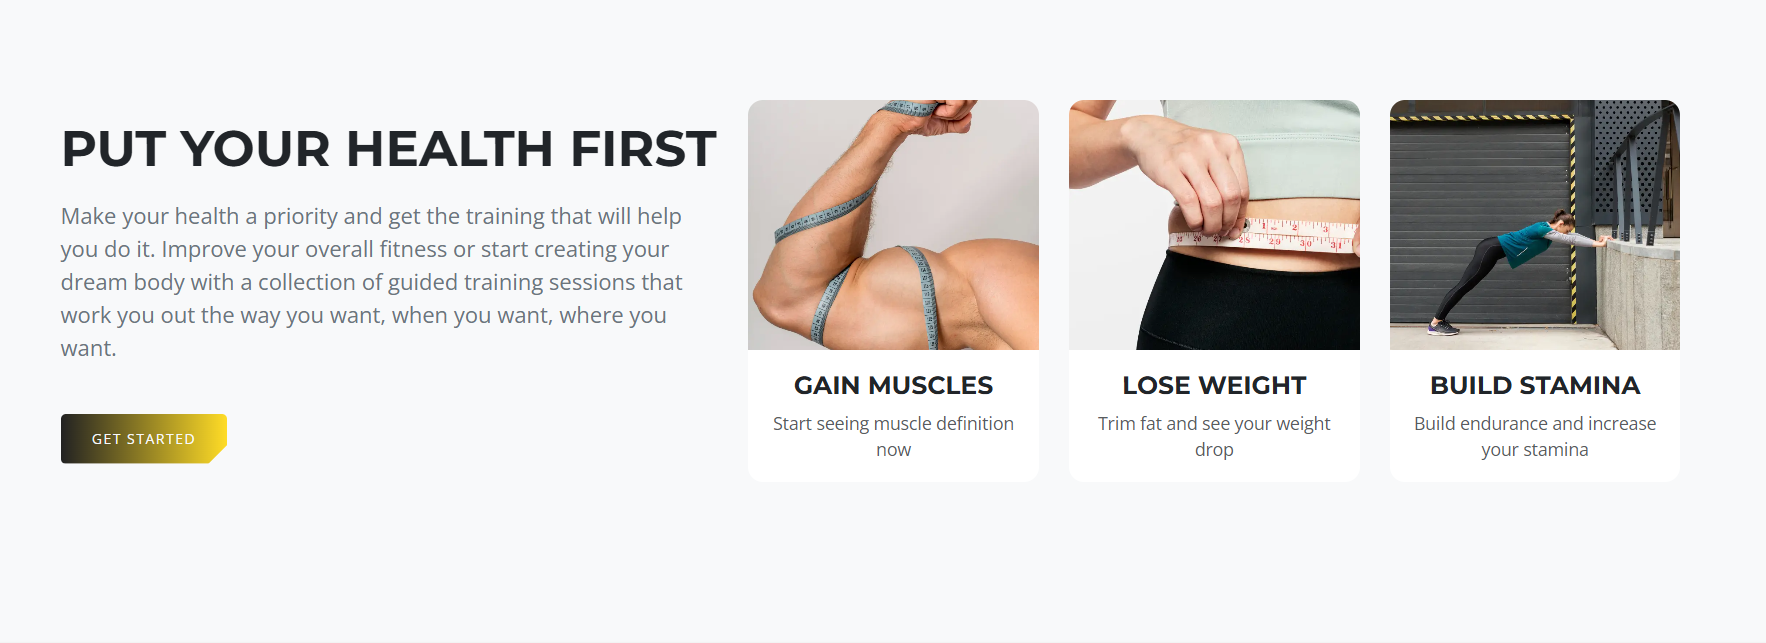 PUT YOUR HEALTH FIRST
Make your health a priority and get the training that will help
you do it. Improve your overall fitness or start creating your
dream body with a collection of guided training sessions that
work you out the way you want, when you want, where you
want.
GET STARTED
GAIN MUSCLES
Start seeing muscle definition
now
LOSE WEIGHT
Trim fat and see your weight
drop
BUILD STAMINA
Build endurance and increase
your stamina